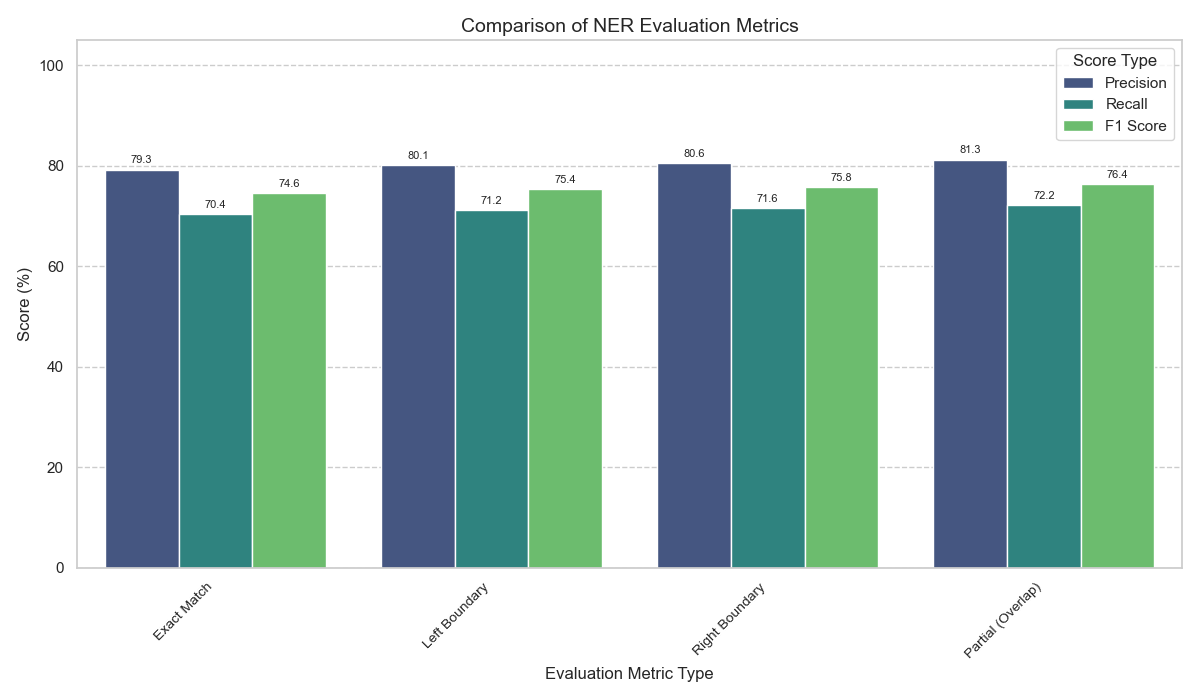 Comparison of NER Evaluation Metrics
Score Type
Precision
Recall
F1 Score
Score (%)
100
80
60
40
20
0
79.3
70.4
74.6
80.1
71.2
75.4
80.6
71.6
75.8
81.3
72.2
76.4
Exact Match
Left Boundary
Right Boundary
Partial (Overlap)
Evaluation Metric Type